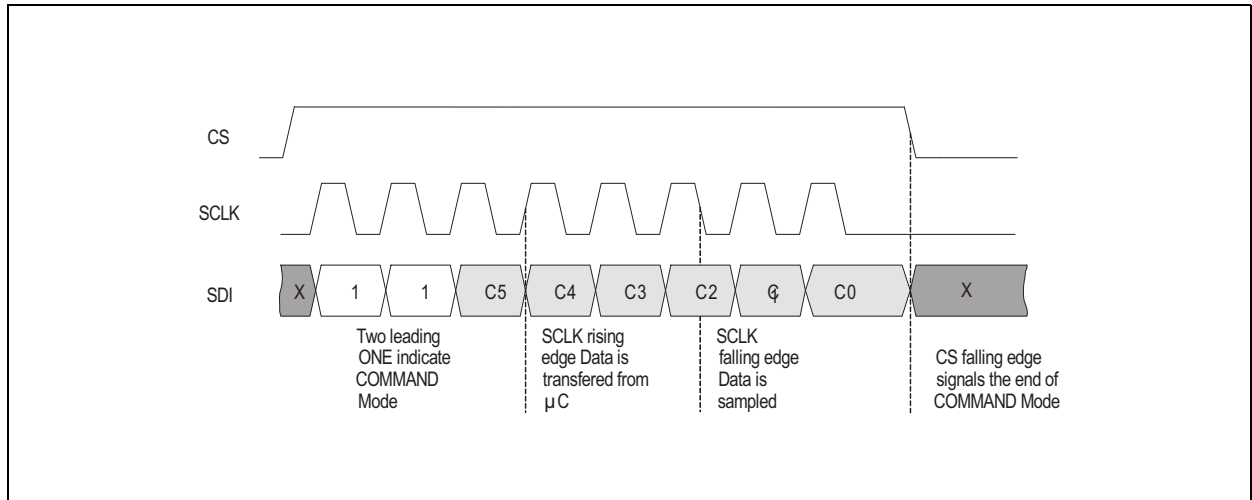 CS
SCLK
SDI
X 1 1 C5 C4 C3 C2 C1 C0 X
Two leading
ONE indicate
COMMAND
Mode
SCLK rising
edge Data is
transfered from
µC
SCLK
falling edge
Data is
sampled
CS falling edge
signals the end of
COMMAND Mode